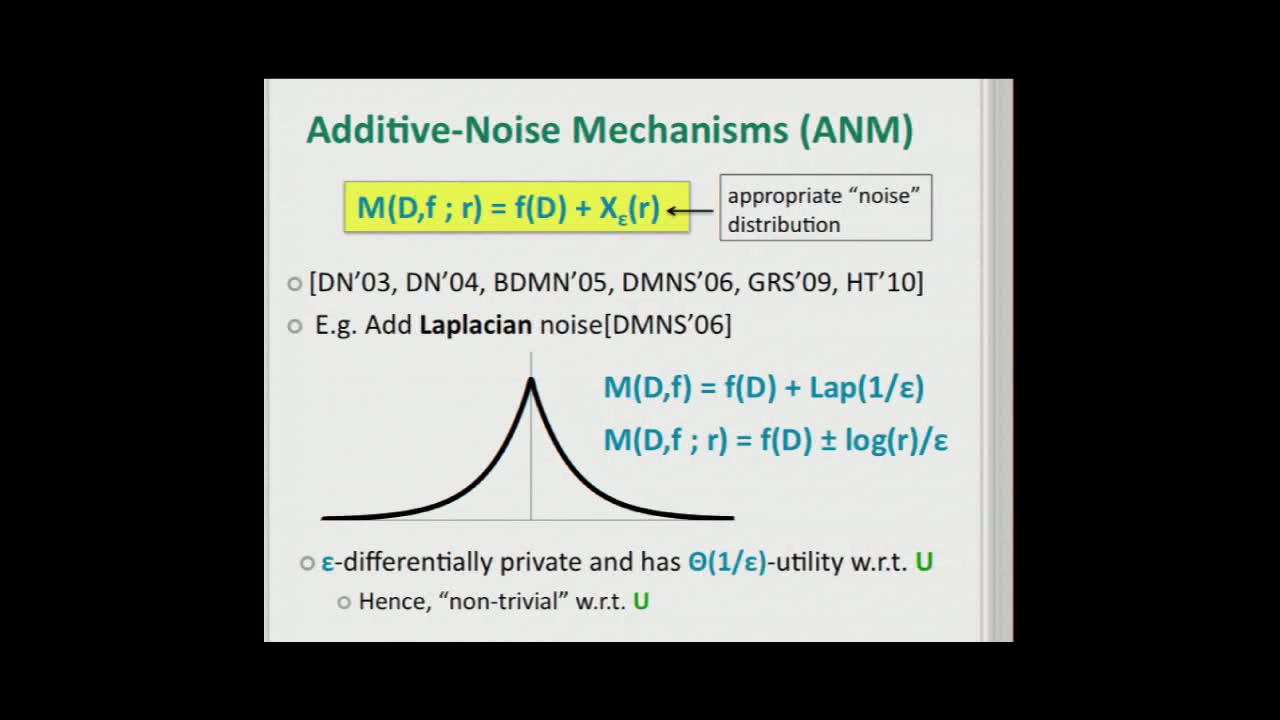 Additive-Noise Mechanisms (ANM)
M(D,f ; r) = f(D) + Xε(r)
appropriate “noise”
distribution
[DN’03, DN’04, BDMN’05, DMNS’06, GRS’09, HT’10]
E.g. Add Laplacian noise[DMNS’06]
M(D,f) = f(D) + Lap(1/ε)
M(D,f ; r) = f(D) ± log(r)/ε
ε-differentially private and has Θ(1/ε)-utility w.r.t. U
Hence, “non-trivial” w.r.t. U